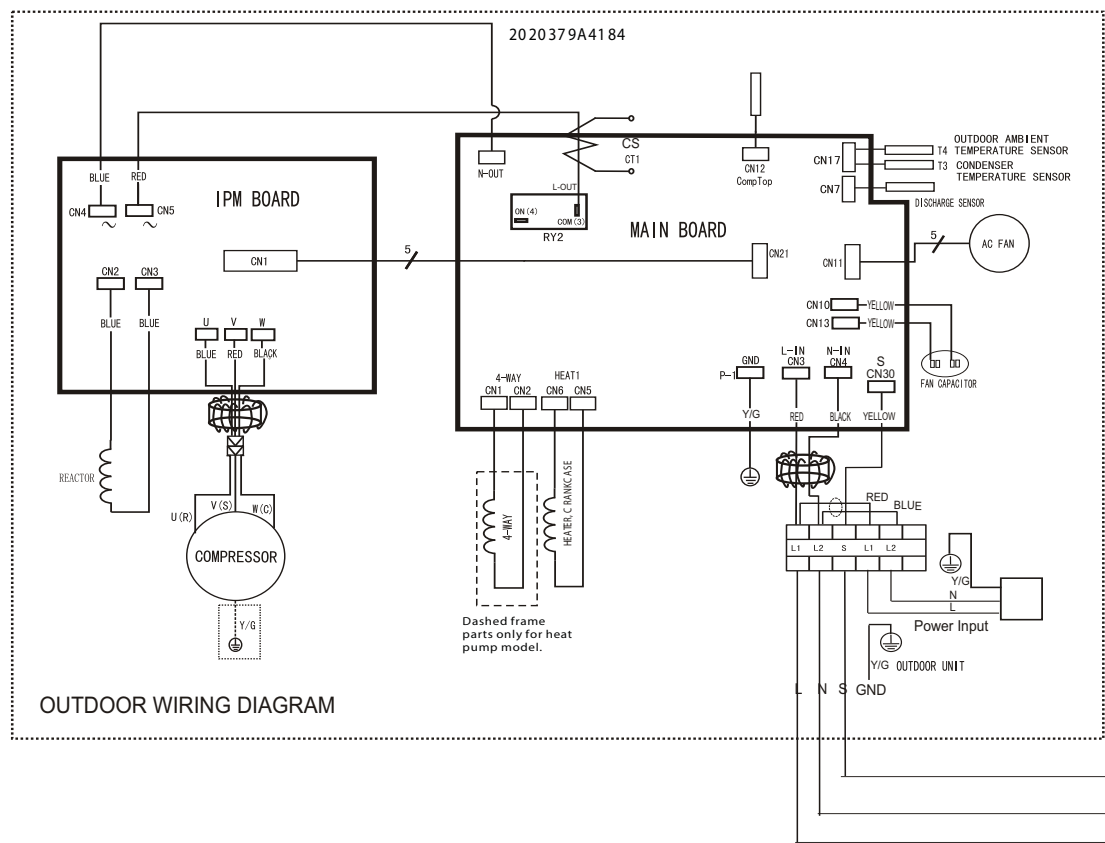 2020379A4184
BLUE
RED
CN4
CN5
IPM BOARD
CN1
5
CN2
CN3
BLUE
BLUE
U
V
W
BLUE
RED
BLACK
REACTOR
U(R)
V(S)
W(C)
COMPRESSOR
Y/G
N-OUT
CS
CT1
L-OUT
ON(4)
COM(3)
RY2
CN12
CompTop
MAIN BOARD
CN21
CN17
T4
OUTDOOR AMBIENT
TEMPERATURE SENSOR
T3
CONDENSER
TEMPERATURE SENSOR
CN7
DISCHARGE SENSOR
CN11
5
AC FAN
CN10
YELLOW
CN13
YELLOW
FAN CAPACITOR
4-WAY
CN1
CN2
HEAT1
CN6
CN5
P-1
GND
L-IN
CN3
N-IN
CN4
S
CN30
Y/G
RED
BLACK
YELLOW
4-WAY
HEATER, CRANKCASE
Dashed frame
parts only for heat
pump model.
RED
BLUE
L1
L2
S
L1
L2
Y/G
N
L
Power Input
Y/G
OUTDOOR UNIT
L
N
S
GND
OUTDOOR WIRING DIAGRAM